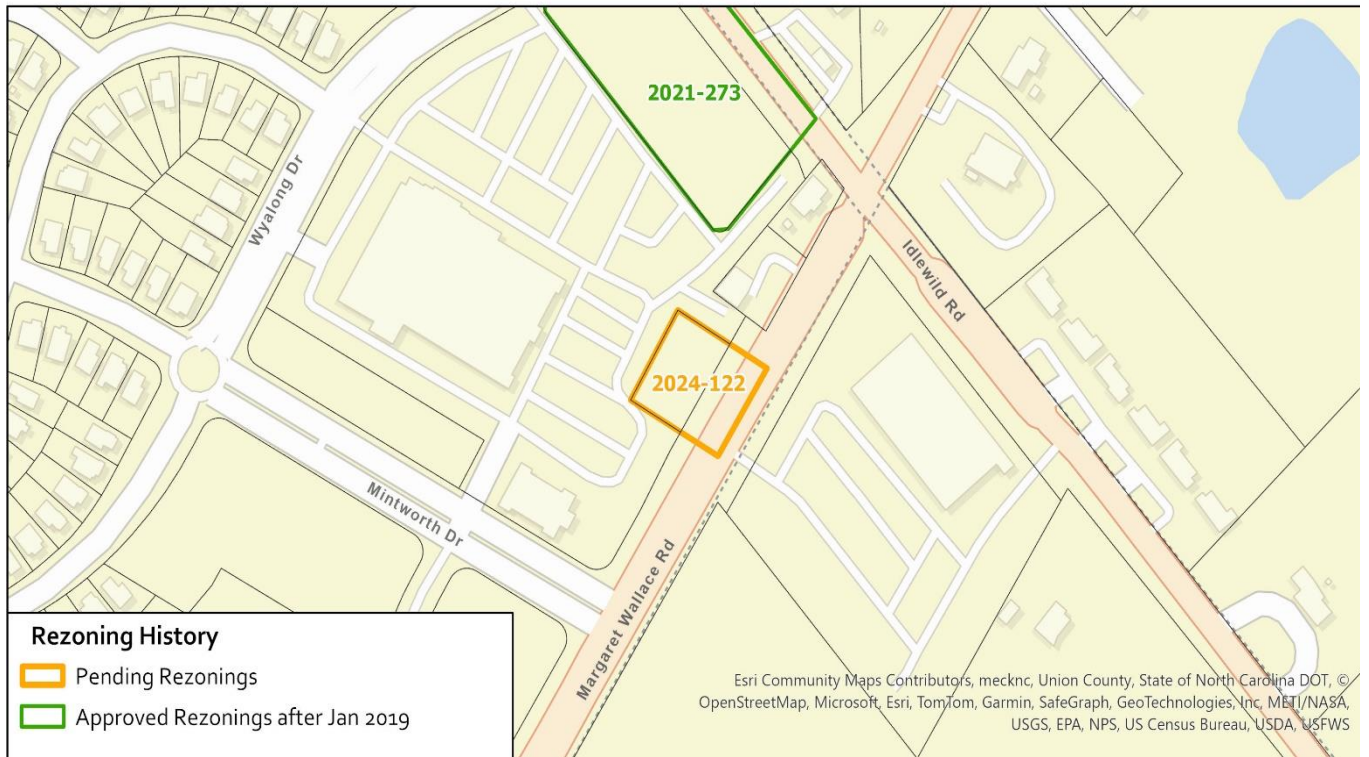 2021-273
Wyalong Dr
Idlewild Rd
2024-122
Mintworth Dr
Margaret Wallace Rd
Rezoning History
Pending Rezonings
Approved Rezonings after Jan 2019
Esri Community Maps Contributors, mecknc, Union County, State of North Carolina DOT, ©
OpenStreetMap, Microsoft, Esri, TomTom, Garmin, SafeGraph, GeoTechnologies, Inc, METI/NASA,
USGS, EPA, NPS, US Census Bureau, USDA, USFWS